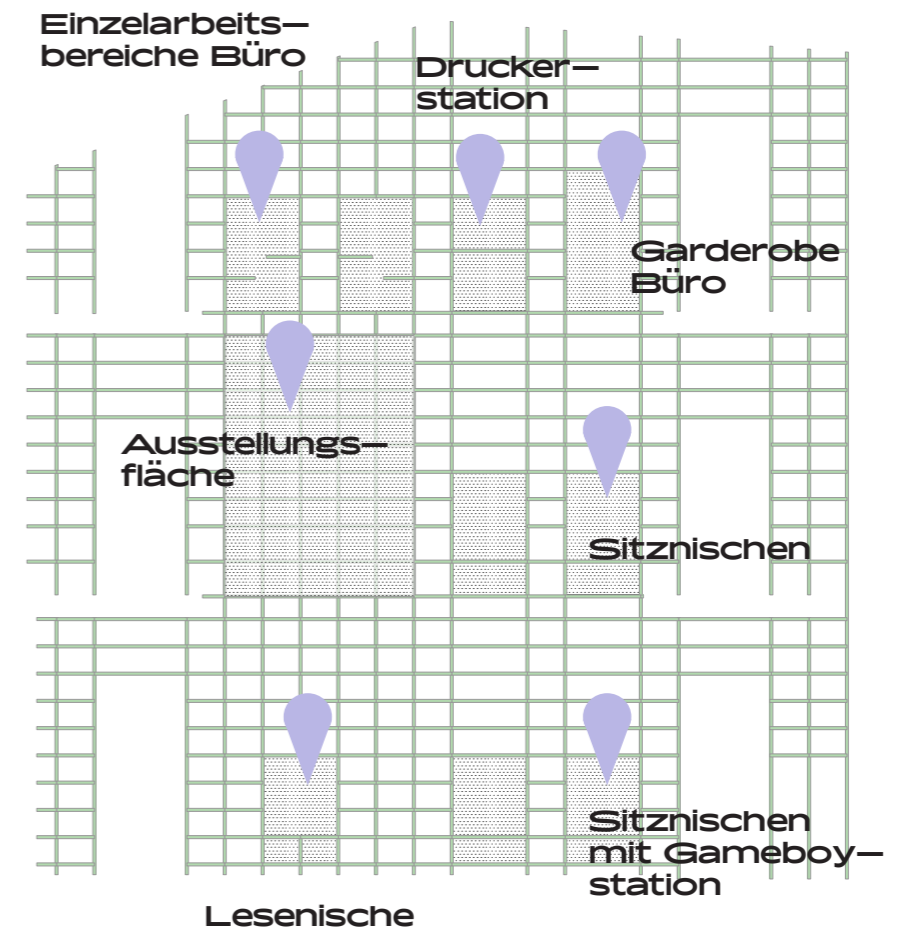 Einzelarbeits–
bereiche Büro
Drucker–
station
Garderobe
Büro
Ausstellungs–
fläche
Sitznischen
Sitznischen
mit Gameboy–
station
Lesenische